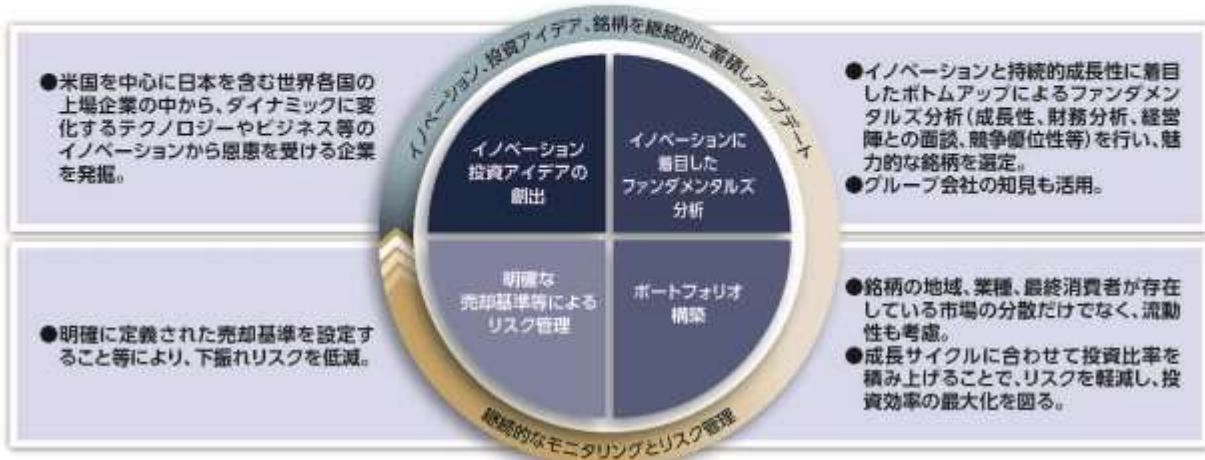 イノベーション、投資アイデア、銘柄を継続的に蓄積しアップデート
●米国を中心に日本を含む世界各国の
上場企業の中から、ダイナミックに変
化するテクノロジーやビジネス等の
イノベーションから恩恵を受ける企業
を発掘。
イノベーション
投資アイデアの
創出
イノベーションに
着目した
ファンダメンタルズ
分析
●イノベーションと持続的成長性に着目
したボトムアップによるファンダメン
タルズ分析(成長性、財務分析、経営
陣との面談、競争優位性等)を行い、魅
力的な銘柄を選定。
●グループ会社の知見も活用。
●明確に定義された売却基準を設定す
ること等により、下振れリスクを低減。
明確な
売却基準等による
リスク管理
ポートフォリオ
構築
●銘柄の地域、業種、最終消費者が存在
している市場の分散だけでなく、流動
性も考慮。
●成長サイクルに合わせて投資比率を
積み上げることで、リスクを軽減し、投
資効率の最大化を図る。
継続的なモニタリングとリスク管理